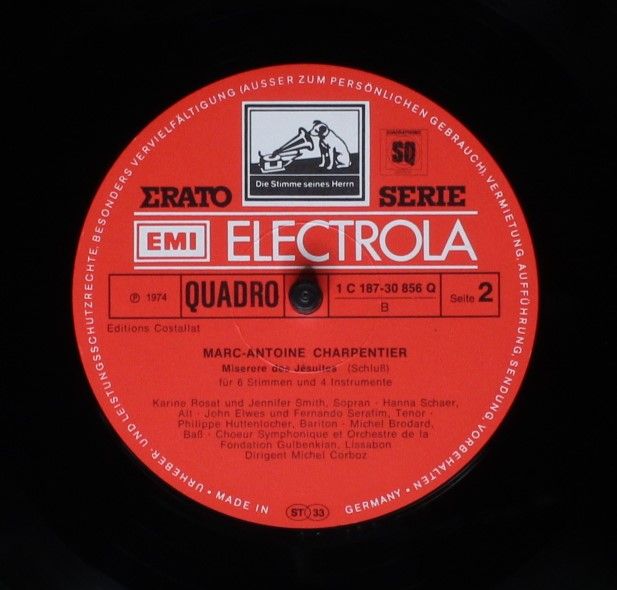 URHEBER- UND LEISTUNGSSCHUTZRECHTE, BESONDERS VERVIELFÄLTIGUNG (AUSSER ZUM PERSÖNLICHEN GEBRAUCH), VERMIETUNG, AUFFÜHRUNG, SENDUNG VORBEHALTEN • MADE IN GERMANY •
Die Stimme seines Herrn
SQ
ΣRATO SERIE
EMI ELECTROLA
Ⓟ 1974 QUADRO 1 C 187-30 856 Q
B
Seite 2
Editions Costallat
MARC-ANTOINE CHARPENTIER
Miserere des Jésuites (Schluß)
für 6 Stimmen und 4 Instrumente
Karine Rosat und Jennifer Smith, Sopran · Hanna Schaer,
Alt · John Elwes und Fernando Serafim, Tenor ·
Philippe Huttenlocher, Bariton · Michel Brodard,
Baß · Choeur Symphonique et Orchestre de la
Fondation Gulbenkian, Lissabon
Dirigent Michel Corboz
ST 33